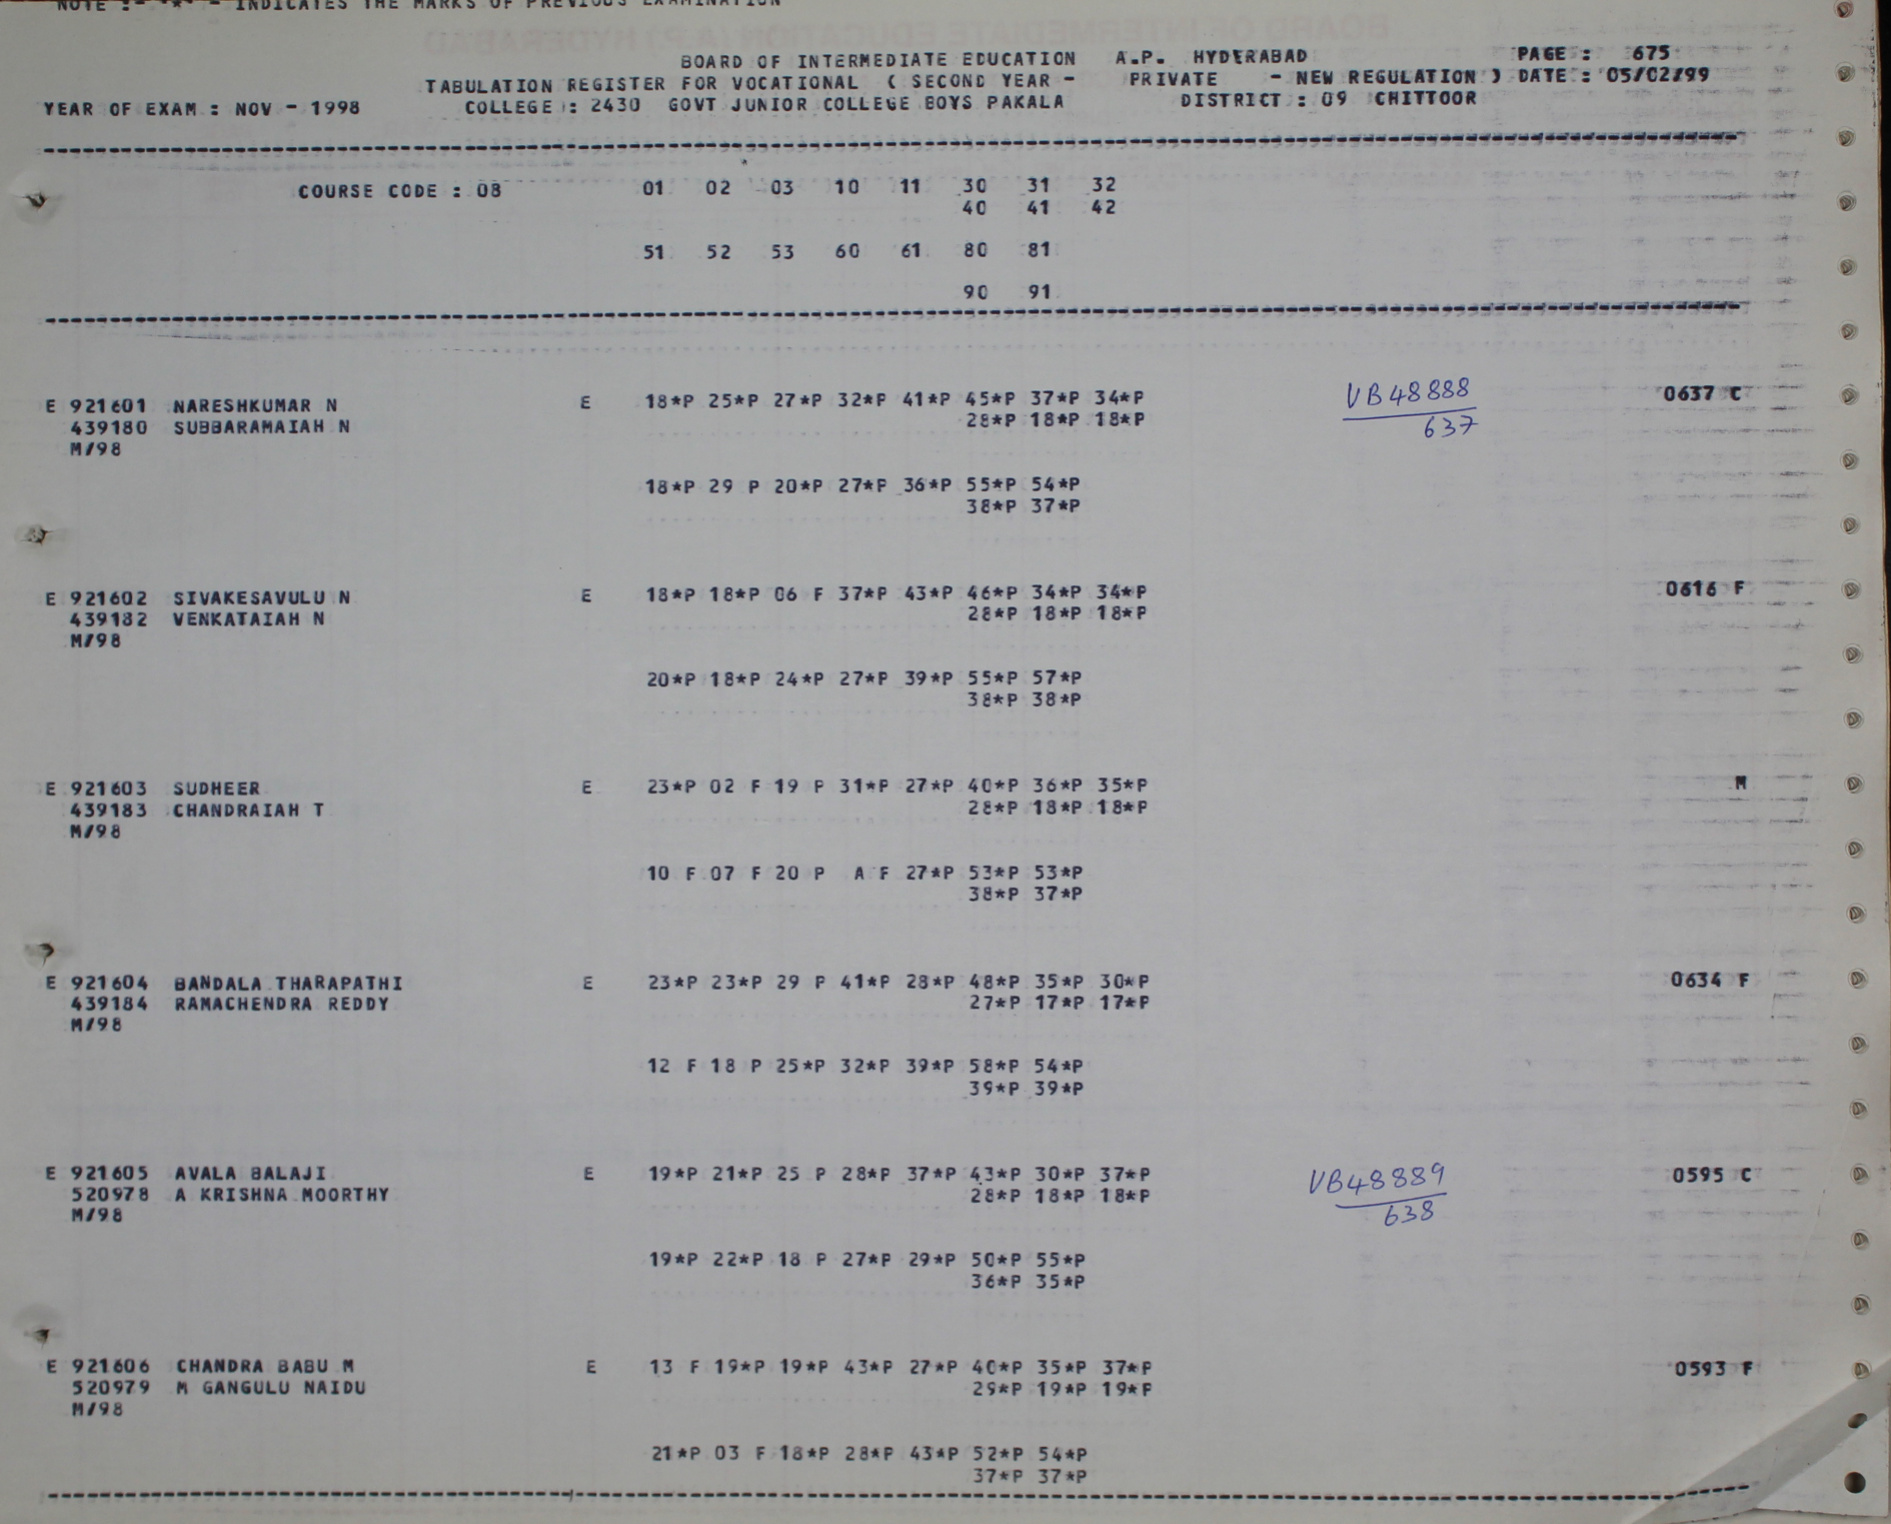 NOTE :- "*" - INDICATES THE MARKS OF PREVIOUS EXAMINATION
BOARD OF INTERMEDIATE EDUCATION A.P. HYDERABAD PAGE : 675
TABULATION REGISTER FOR VOCATIONAL ( SECOND YEAR - PRIVATE - NEW REGULATION ) DATE : 05/02/99
YEAR OF EXAM : NOV - 1998 COLLEGE : 2430 GOVT JUNIOR COLLEGE BOYS PAKALA DISTRICT : 09 CHITTOOR
COURSE CODE : 08 01 02 03 10 11 30 31 32
40 41 42
51 52 53 60 61 80 81
90 91
E 921601 NARESHKUMAR N E 18*P 25*P 27*P 32*P 41*P 45*P 37*P 34*P VB48888 0637 C
439180 SUBBARAMAIAH N 28*P 18*P 18*P 637
M/98
18*P 29 P 20*P 27*P 36*P 55*P 54*P
38*P 37*P
E 921602 SIVAKESAVULU N E 18*P 18*P 06 F 37*P 43*P 46*P 34*P 34*P 0616 F
439182 VENKATAIAH N 28*P 18*P 18*P
M/98
20*P 18*P 24*P 27*P 39*P 55*P 57*P
38*P 38*P
E 921603 SUDHEER E 23*P 02 F 19 P 31*P 27*P 40*P 36*P 35*P M
439183 CHANDRAIAH T 28*P 18*P 18*P
M/98
10 F 07 F 20 P A F 27*P 53*P 53*P
38*P 37*P
E 921604 BANDALA THARAPATHI E 23*P 23*P 29 P 41*P 28*P 48*P 35*P 30*P 0634 F
439184 RAMACHENDRA REDDY 27*P 17*P 17*P
M/98
12 F 18 P 25*P 32*P 39*P 58*P 54*P
39*P 39*P
E 921605 AVALA BALAJI E 19*P 21*P 25 P 28*P 37*P 43*P 30*P 37*P VB48889 0595 C
520978 A KRISHNA MOORTHY 28*P 18*P 18*P 638
M/98
19*P 22*P 18 P 27*P 29*P 50*P 55*P
36*P 35*P
E 921606 CHANDRA BABU M E 13 F 19*P 19*P 43*P 27*P 40*P 35*P 37*P 0593 F
520979 M GANGULU NAIDU 29*P 19*P 19*P
M/98
21*P 03 F 18*P 28*P 43*P 52*P 54*P
37*P 37*P